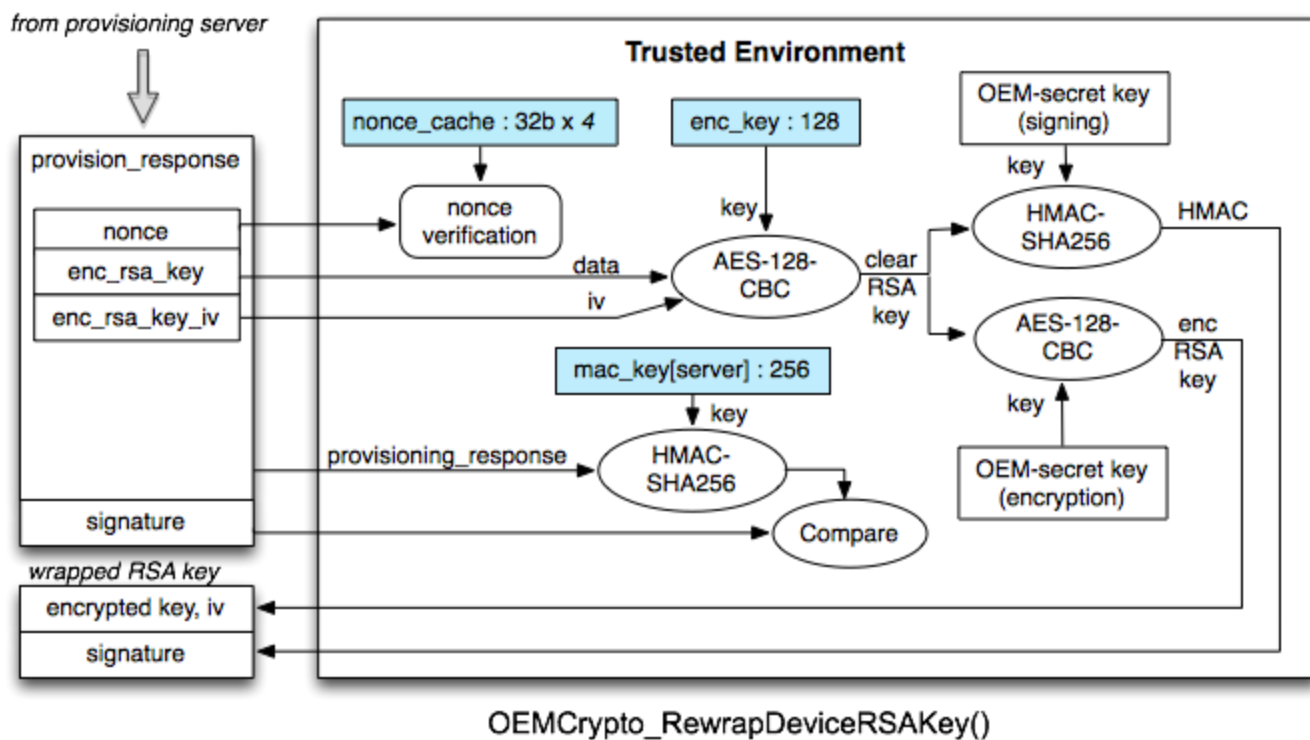 from provisioning server
Trusted Environment
nonce_cache : 32b x 4
enc_key : 128
OEM-secret key
(signing)
provision_response
key
nonce
verification
key
HMAC-
SHA256
HMAC
nonce
enc_rsa_key
data
AES-128-
CBC
clear
RSA
key
enc_rsa_key_iv
iv
AES-128-
CBC
enc
RSA
key
mac_key[server] : 256
key
key
provisioning_response
HMAC-
SHA256
OEM-secret key
(encryption)
signature
Compare
wrapped RSA key
encrypted key, iv
signature
OEMCrypto_RewrapDeviceRSAKey()